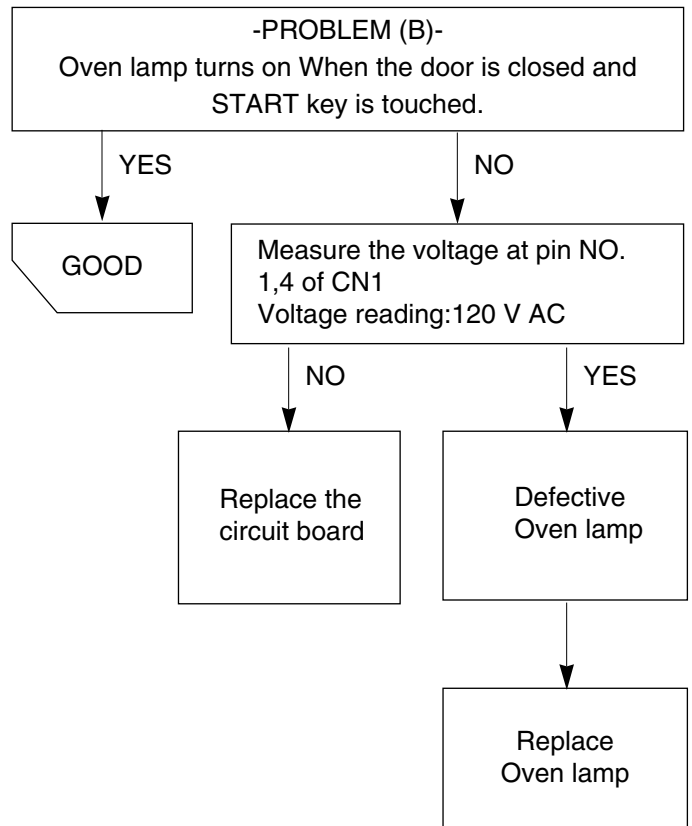 -PROBLEM (B)-
Oven lamp turns on When the door is closed and
START key is touched.
YES
NO
GOOD
Measure the voltage at pin NO.
1,4 of CN1
Voltage reading:120 V AC
NO
YES
Replace the
circuit board
Defective
Oven lamp
Replace
Oven lamp